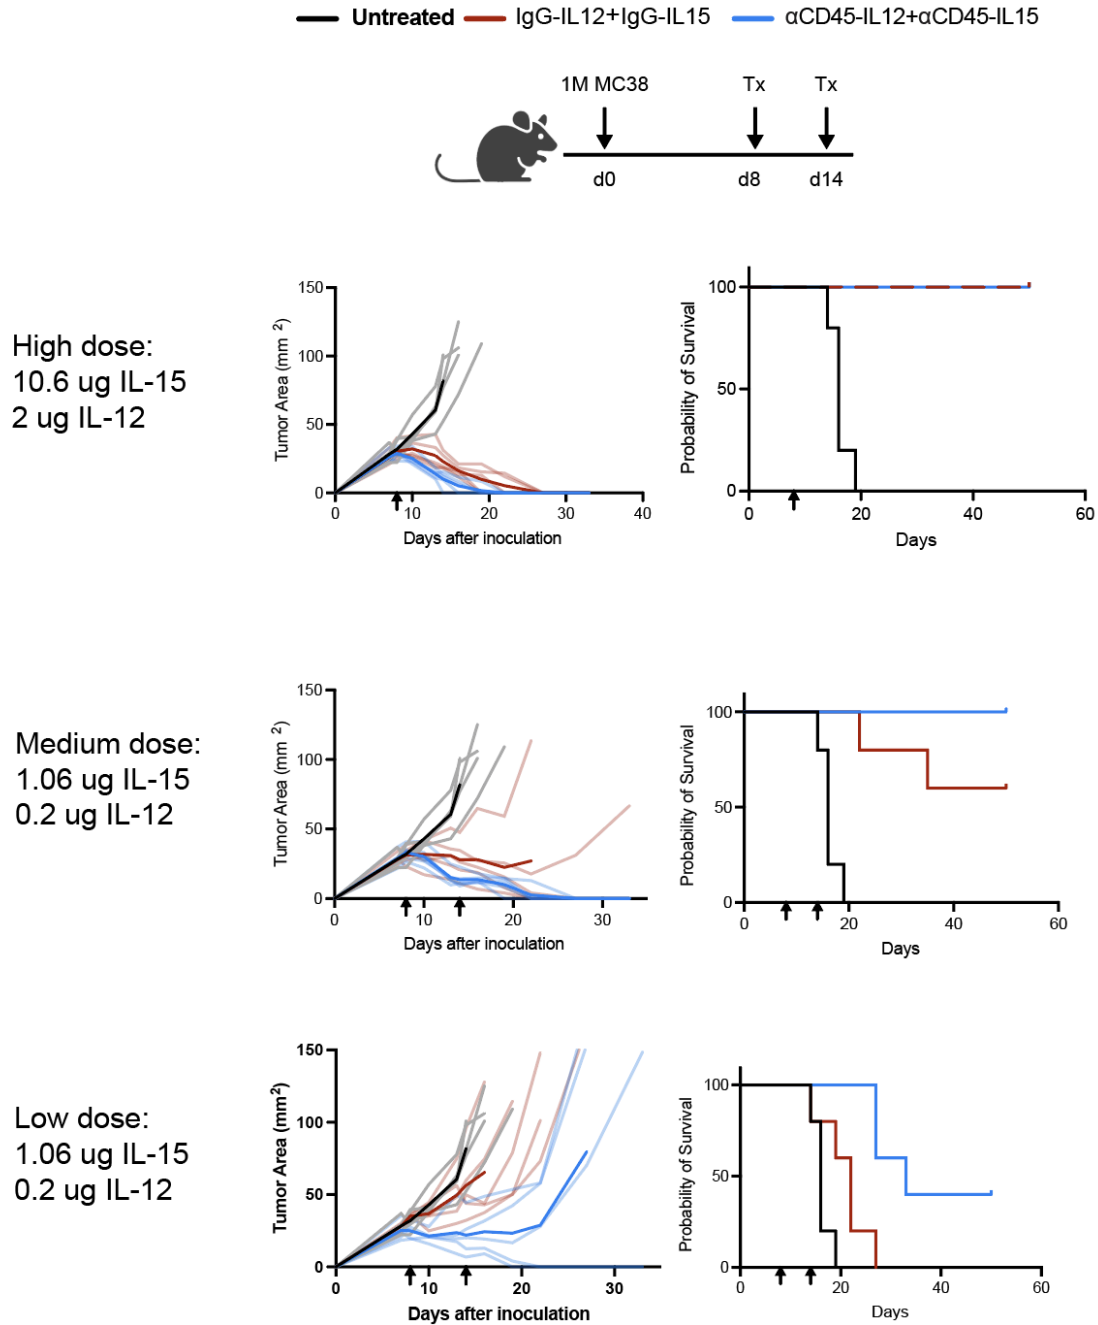 Untreated IgG-IL12+IgG-IL15 αCD45-IL12+αCD45-IL15
1M MC38 Tx Tx
d0 d8 d14
High dose:
10.6 ug IL-15
2 ug IL-12
Tumor Area (mm 2)
150
100
50
0
0 10 20 30 40
Days after inoculation
Probability of Survival
100
50
0
0 20 40 60
Days
Medium dose:
1.06 ug IL-15
0.2 ug IL-12
Tumor Area (mm 2)
150
100
50
0
0 10 20 30
Days after inoculation
Probability of Survival
100
50
0
0 20 40 60
Days
Low dose:
1.06 ug IL-15
0.2 ug IL-12
Tumor Area (mm2)
150
100
50
0
0 10 20 30
Days after inoculation
Probability of Survival
100
50
0
0 20 40 60
Days